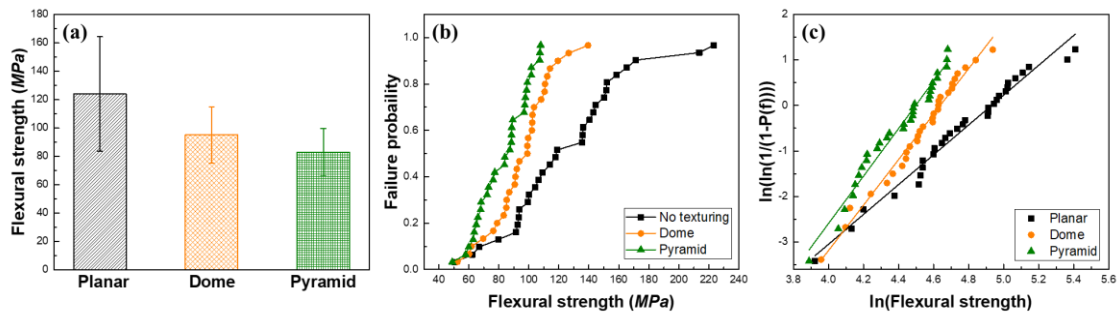 (a)
Flexural strength (MPa)
180
160
140
120
100
80
60
40
20
0
Planar Dome Pyramid
(b)
Failure probaility
1.0
0.8
0.6
0.4
0.2
0.0
No texturing
Dome
Pyramid
40 60 80 100 120 140 160 180 200 220 240
Flexural strength (MPa)
(c)
ln(ln(1/(1-P(f))))
2
1
0
-1
-2
-3
Planar
Dome
Pyramid
3.8 4.0 4.2 4.4 4.6 4.8 5.0 5.2 5.4 5.6
ln(Flexural strength)